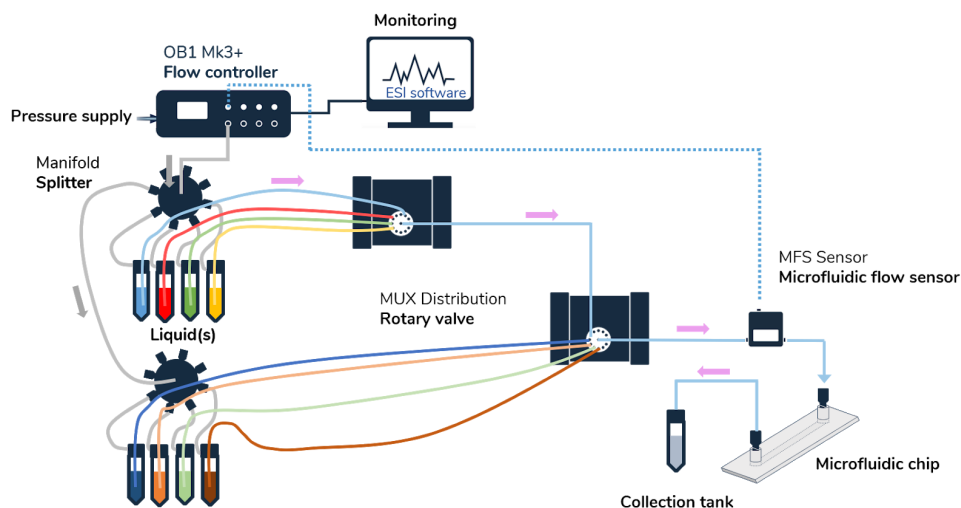 Monitoring
OB1 Mk3+
Flow controller
ESI software
Pressure supply
Manifold
Splitter
MFS Sensor
Microfluidic flow sensor
MUX Distribution
Rotary valve
Liquid(s)
Microfluidic chip
Collection tank